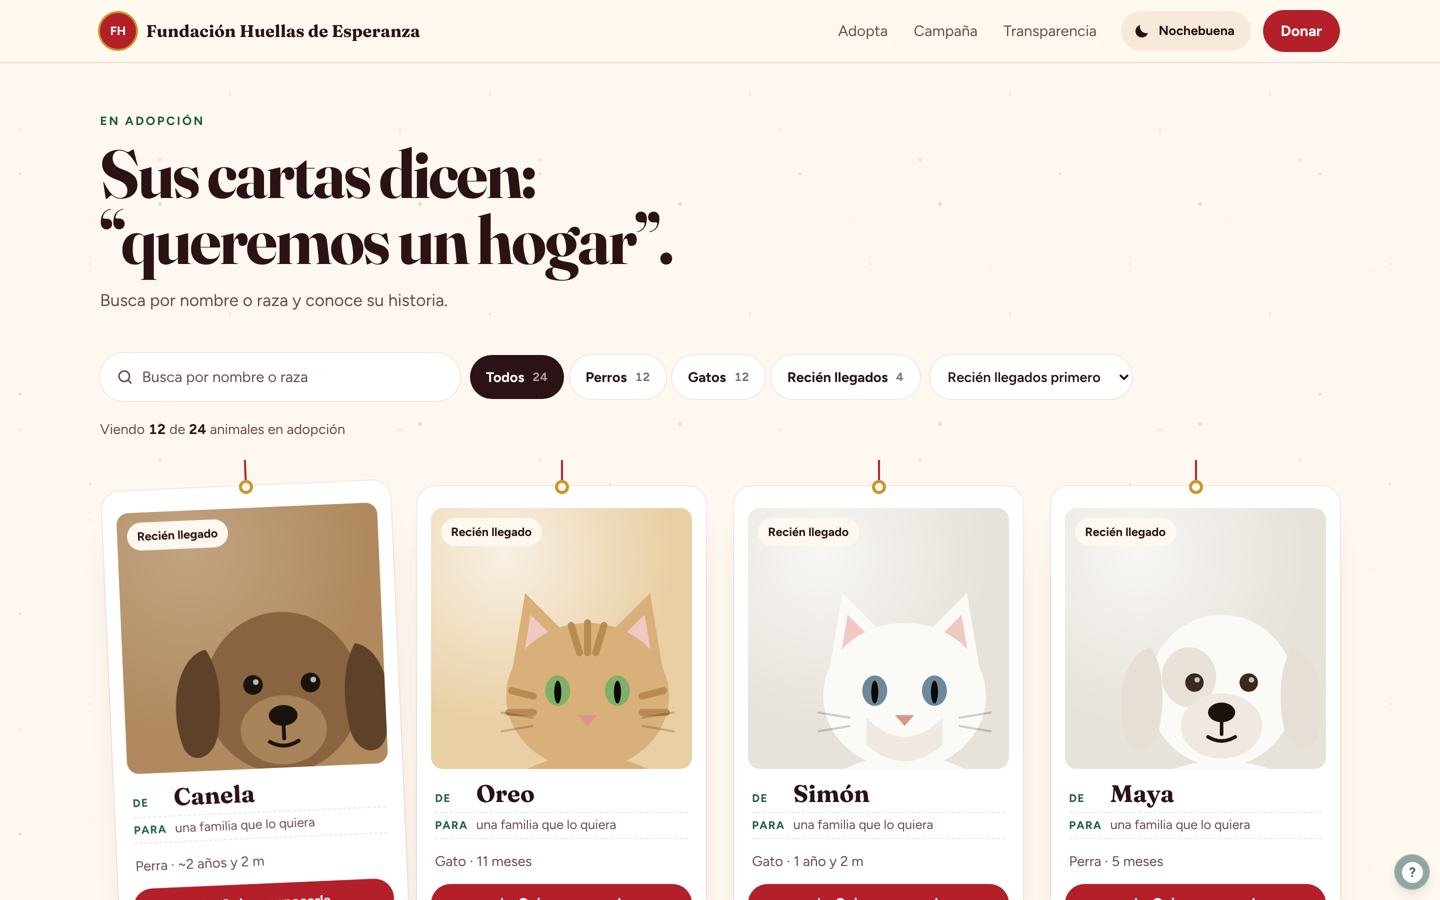 FH Fundación Huellas de Esperanza Adopta Campaña Transparencia Nochebuena Donar
EN ADOPCIÓN
Sus cartas dicen:
“queremos un hogar”.
Busca por nombre o raza y conoce su historia.
Busca por nombre o raza Todos 24 Perros 12 Gatos 12 Recién llegados 4 Recién llegados primero
Viendo 12 de 24 animales en adopción
Recién llegado Recién llegado Recién llegado Recién llegado
DE Canela DE Oreo DE Simón DE Maya
PARA una familia que lo quiera PARA una familia que lo quiera PARA una familia que lo quiera PARA una familia que lo quiera
Perra · ~2 años y 2 m Gato · 11 meses Gato · 1 año y 2 m Perra · 5 meses
?